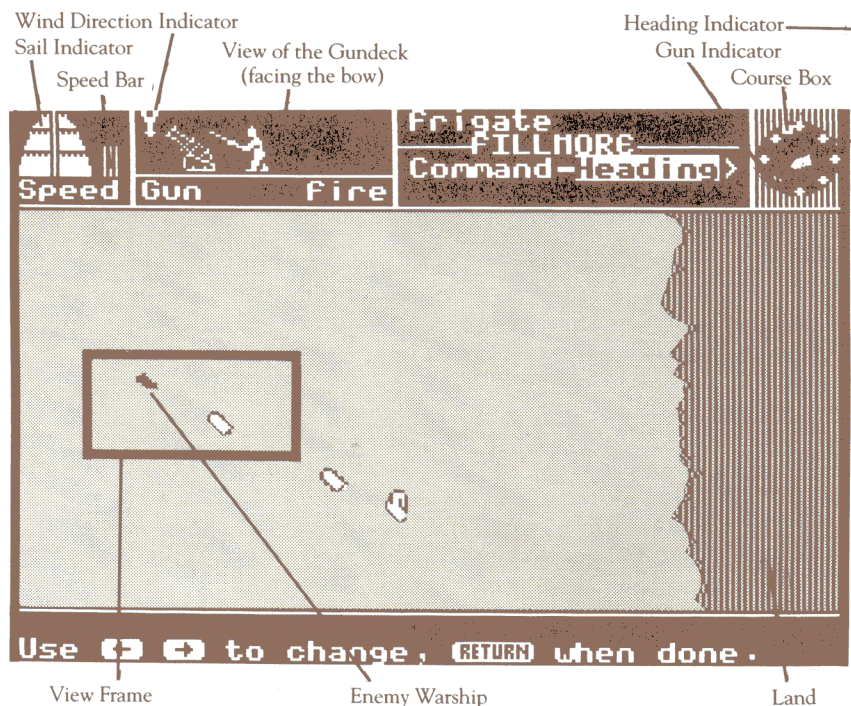 Wind Direction Indicator
Sail Indicator
Speed Bar
View of the Gundeck
(facing the bow)
Heading Indicator
Gun Indicator
Course Box
Speed
Gun Fire
Frigate
FILLMORE
Command-Heading>
Use ← → to change, RETURN when done.
View Frame
Enemy Warship
Land